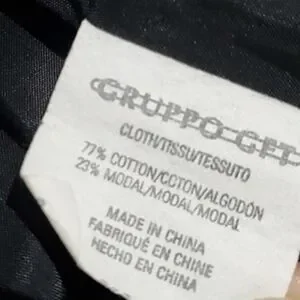 GRUPPO GFT
CLOTH/TISSU/TESSUTO
77% COTTON/COTON/ALGODÓN
23% MODAL/MODAL/MODAL
MADE IN CHINA
FABRIQUÉ EN CHINE
HECHO EN CHINA